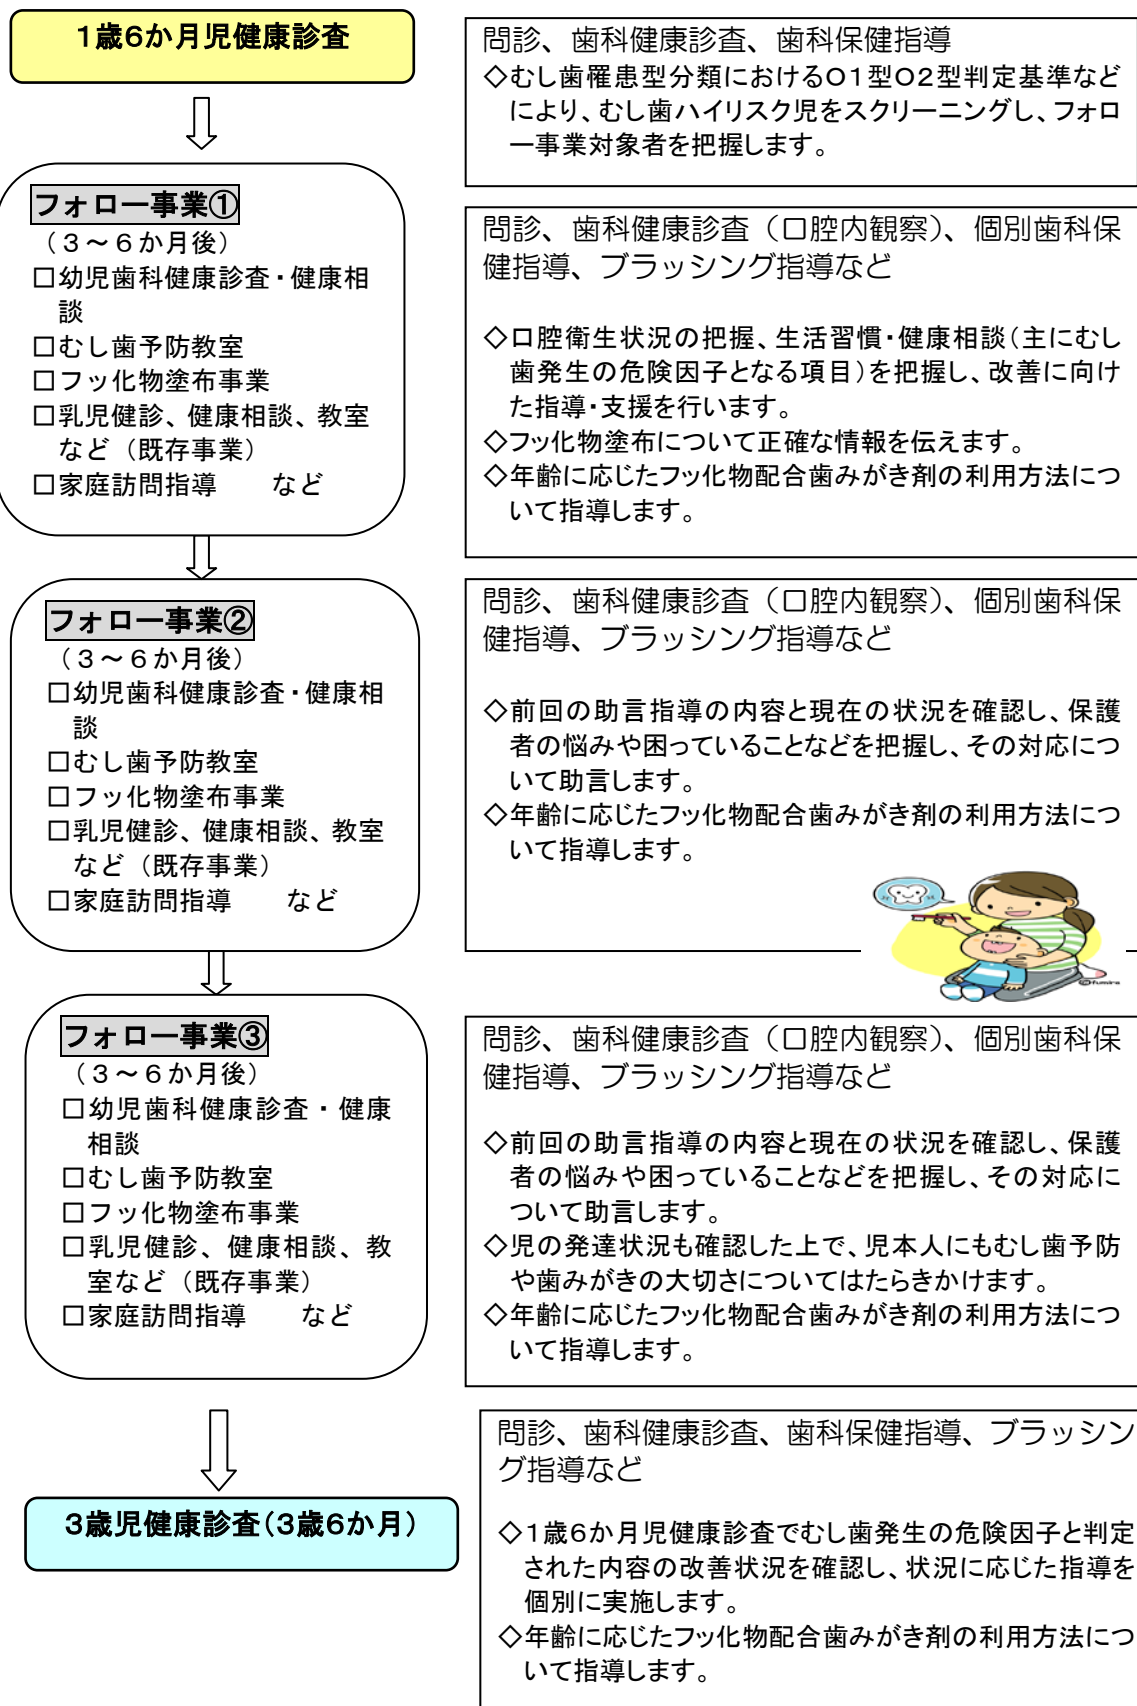 1歳6か月児健康診査
問診、歯科健康診査、歯科保健指導
◇むし歯罹患型分類におけるO1型O2型判定基準など
により、むし歯ハイリスク児をスクリーニングし、フォロ
ー事業対象者を把握します。
フォロー事業①
（３～６か月後）
□幼児歯科健康診査・健康相
談
□むし歯予防教室
□フッ化物塗布事業
□乳児健診、健康相談、教室
など（既存事業）
□家庭訪問指導　　など
問診、歯科健康診査（口腔内観察）、個別歯科保
健指導、ブラッシング指導など
◇口腔衛生状況の把握、生活習慣・健康相談（主にむし
歯発生の危険因子となる項目）を把握し、改善に向け
た指導・支援を行います。
◇フッ化物塗布について正確な情報を伝えます。
◇年齢に応じたフッ化物配合歯みがき剤の利用方法につ
いて指導します。
フォロー事業②
（３～６か月後）
□幼児歯科健康診査・健康相
談
□むし歯予防教室
□フッ化物塗布事業
□乳児健診、健康相談、教室
など（既存事業）
□家庭訪問指導　　など
問診、歯科健康診査（口腔内観察）、個別歯科保
健指導、ブラッシング指導など
◇前回の助言指導の内容と現在の状況を確認し、保護
者の悩みや困っていることなどを把握し、その対応につ
いて助言します。
◇年齢に応じたフッ化物配合歯みがき剤の利用方法につ
いて指導します。
©fumira
フォロー事業③
（３～６か月後）
□幼児歯科健康診査・健康
相談
□むし歯予防教室
□フッ化物塗布事業
□乳児健診、健康相談、教
室など（既存事業）
□家庭訪問指導　　など
問診、歯科健康診査（口腔内観察）、個別歯科保
健指導、ブラッシング指導など
◇前回の助言指導の内容と現在の状況を確認し、保護
者の悩みや困っていることなどを把握し、その対応に
ついて助言します。
◇児の発達状況も確認した上で、児本人にもむし歯予防
や歯みがきの大切さについてはたらきかけます。
◇年齢に応じたフッ化物配合歯みがき剤の利用方法につ
いて指導します。
3歳児健康診査（3歳6か月）
問診、歯科健康診査、歯科保健指導、ブラッシン
グ指導など
◇1歳6か月児健康診査でむし歯発生の危険因子と判定
された内容の改善状況を確認し、状況に応じた指導を
個別に実施します。
◇年齢に応じたフッ化物配合歯みがき剤の利用方法につ
いて指導します。